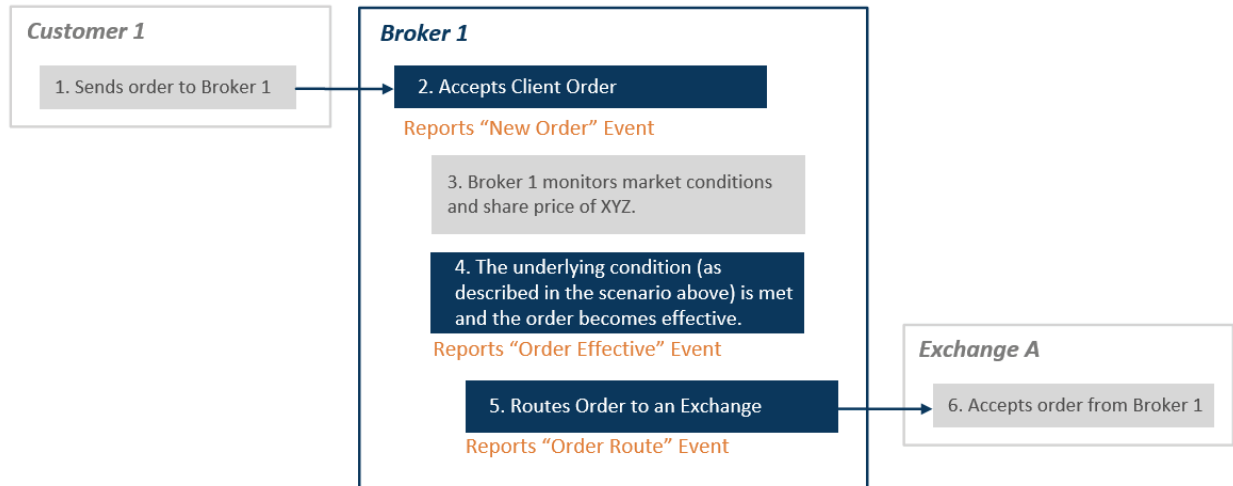 Customer 1
1. Sends order to Broker 1
Broker 1
2. Accepts Client Order
Reports “New Order” Event
3. Broker 1 monitors market conditions
and share price of XYZ.
4. The underlying condition (as
described in the scenario above) is met
and the order becomes effective.
Reports “Order Effective” Event
5. Routes Order to an Exchange
Reports “Order Route” Event
Exchange A
6. Accepts order from Broker 1